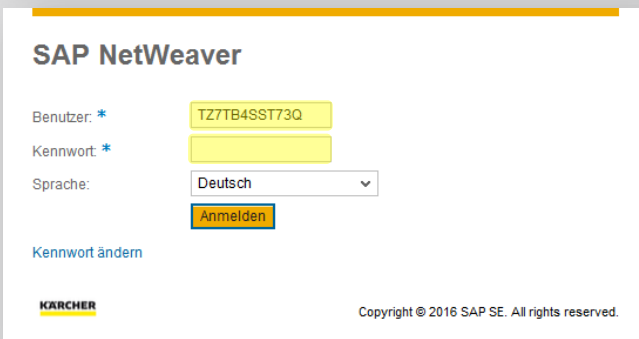 SAP NetWeaver
Benutzer: * TZ7TB4SST73Q
Kennwort: *
Sprache: Deutsch
Anmelden
Kennwort ändern
KÄRCHER
Copyright © 2016 SAP SE. All rights reserved.